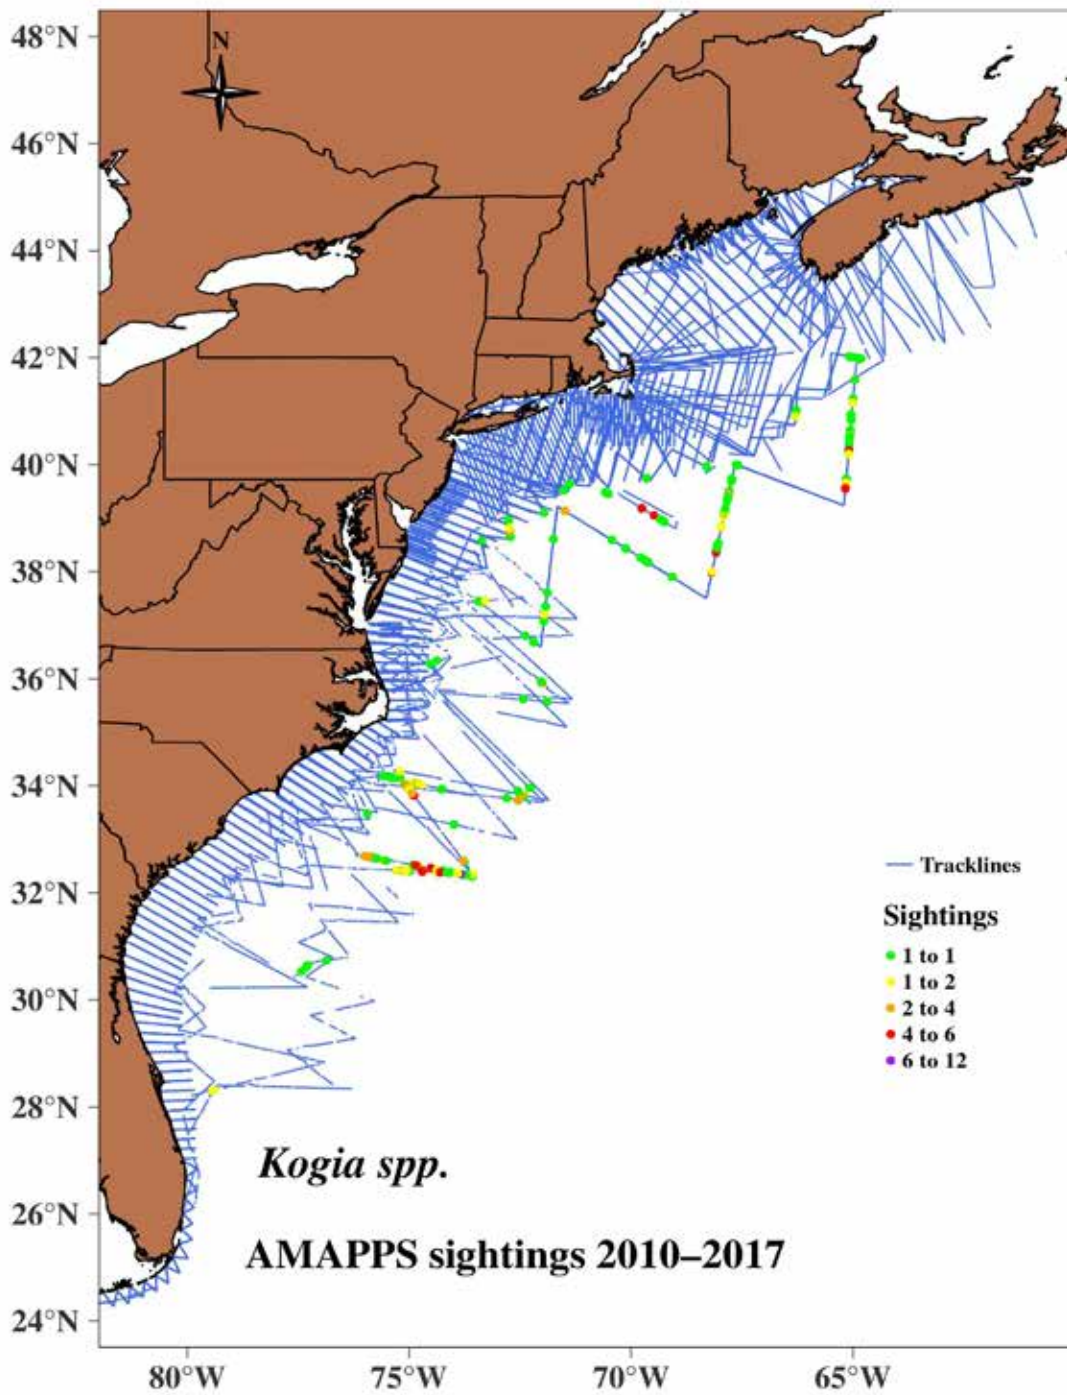 48°N
N
46°N
44°N
42°N
40°N
38°N
36°N
34°N
32°N
30°N
28°N
26°N
24°N
Tracklines
Sightings
1 to 1
1 to 2
2 to 4
4 to 6
6 to 12
Kogia spp.
AMAPPS sightings 2010–2017
80°W 75°W 70°W 65°W